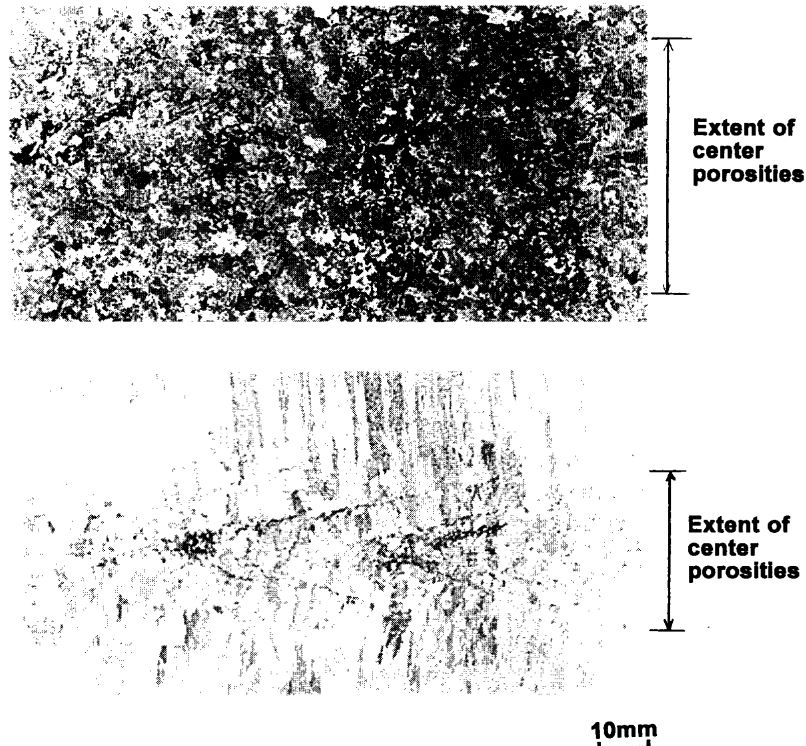 Extent of
center
porosities
Extent of
center
porosities
10mm